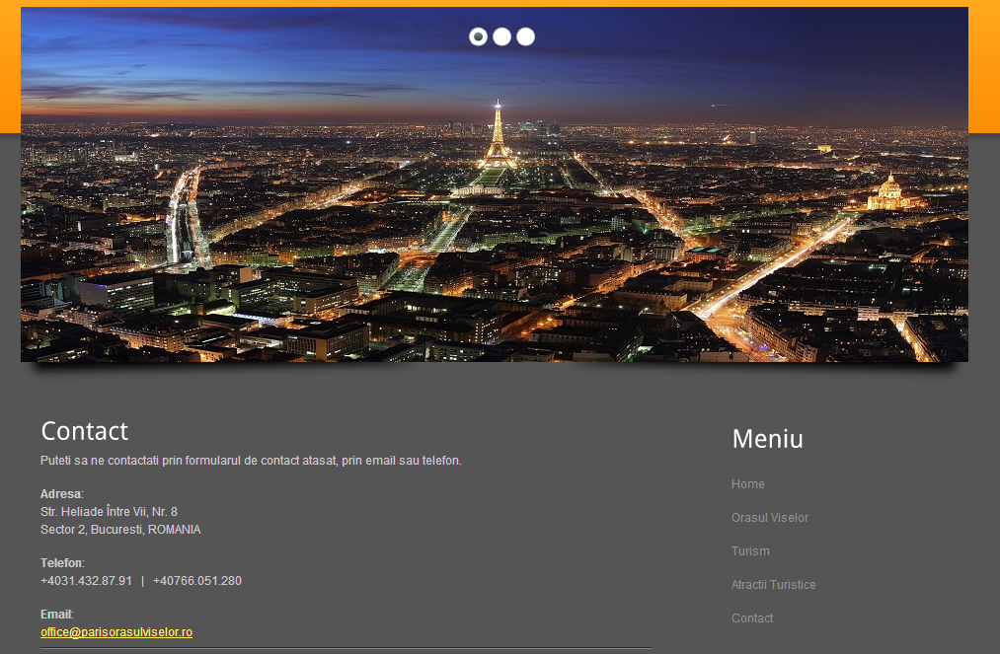 Contact
Puteti sa ne contactati prin formularul de contact atasat, prin email sau telefon.
Adresa:
Str. Heliade Între Vii, Nr. 8
Sector 2, Bucuresti, ROMANIA
Telefon:
+4031.432.87.91 | +40766.051.280
Email:
office@parisorasulviselor.ro
Meniu
Home
Orasul Viselor
Turism
Atractii Turistice
Contact